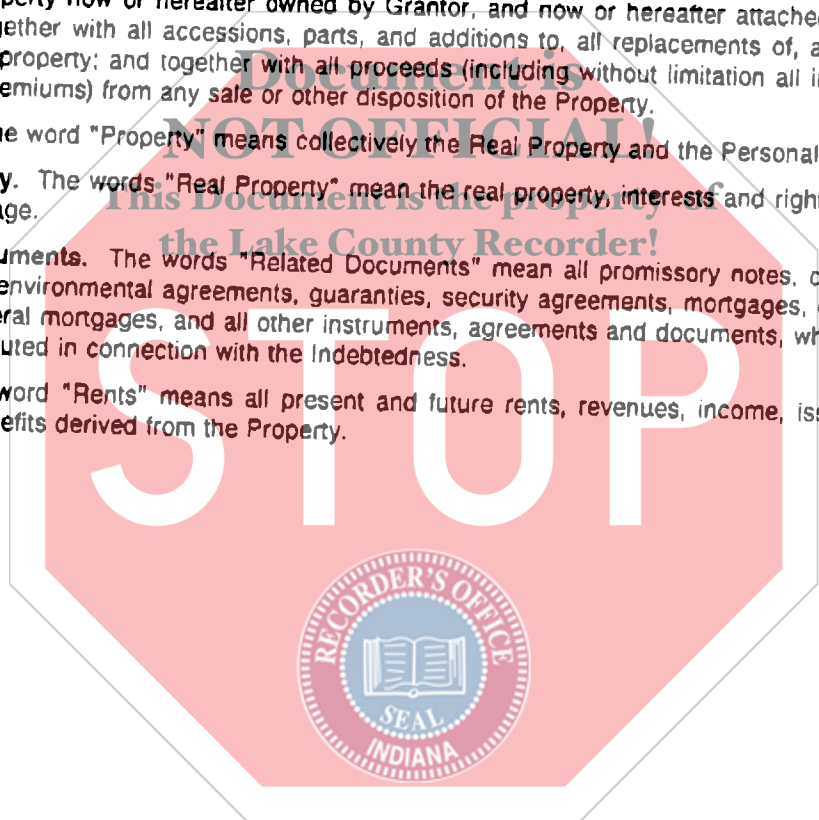 perty now or hereafter owned by Grantor, and now or hereafter attached
gether with all accessions, parts, and additions to, all replacements of, a
property; and together with all proceeds (including without limitation all i
emiums) from any sale or other disposition of the Property.
Document is
NOT OFFICIAL!
e word "Property" means collectively the Real Property and the Personal
y. The words "Real Property" mean the real property, interests and right
age.
This Document is the property of
the Lake County Recorder!
uments. The words "Related Documents" mean all promissory notes, c
environmental agreements, guaranties, security agreements, mortgages,
eral mortgages, and all other instruments, agreements and documents, wh
uted in connection with the Indebtedness.
word "Rents" means all present and future rents, revenues, income, iss
efits derived from the Property.
STOP
RECORDER'S OFFICE
SEAL
INDIANA